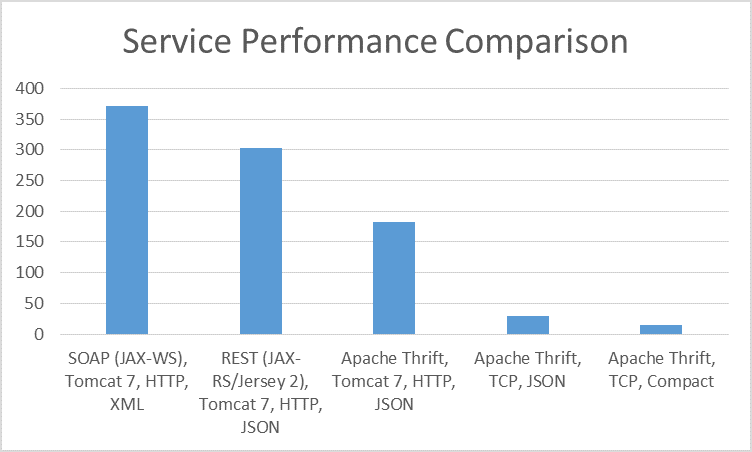 Service Performance Comparison
400
350
300
250
200
150
100
50
0
SOAP (JAX-WS),
Tomcat 7, HTTP,
XML
REST (JAX-
RS/Jersey 2),
Tomcat 7, HTTP,
JSON
Apache Thrift,
Tomcat 7, HTTP,
JSON
Apache Thrift,
TCP, JSON
Apache Thrift,
TCP, Compact